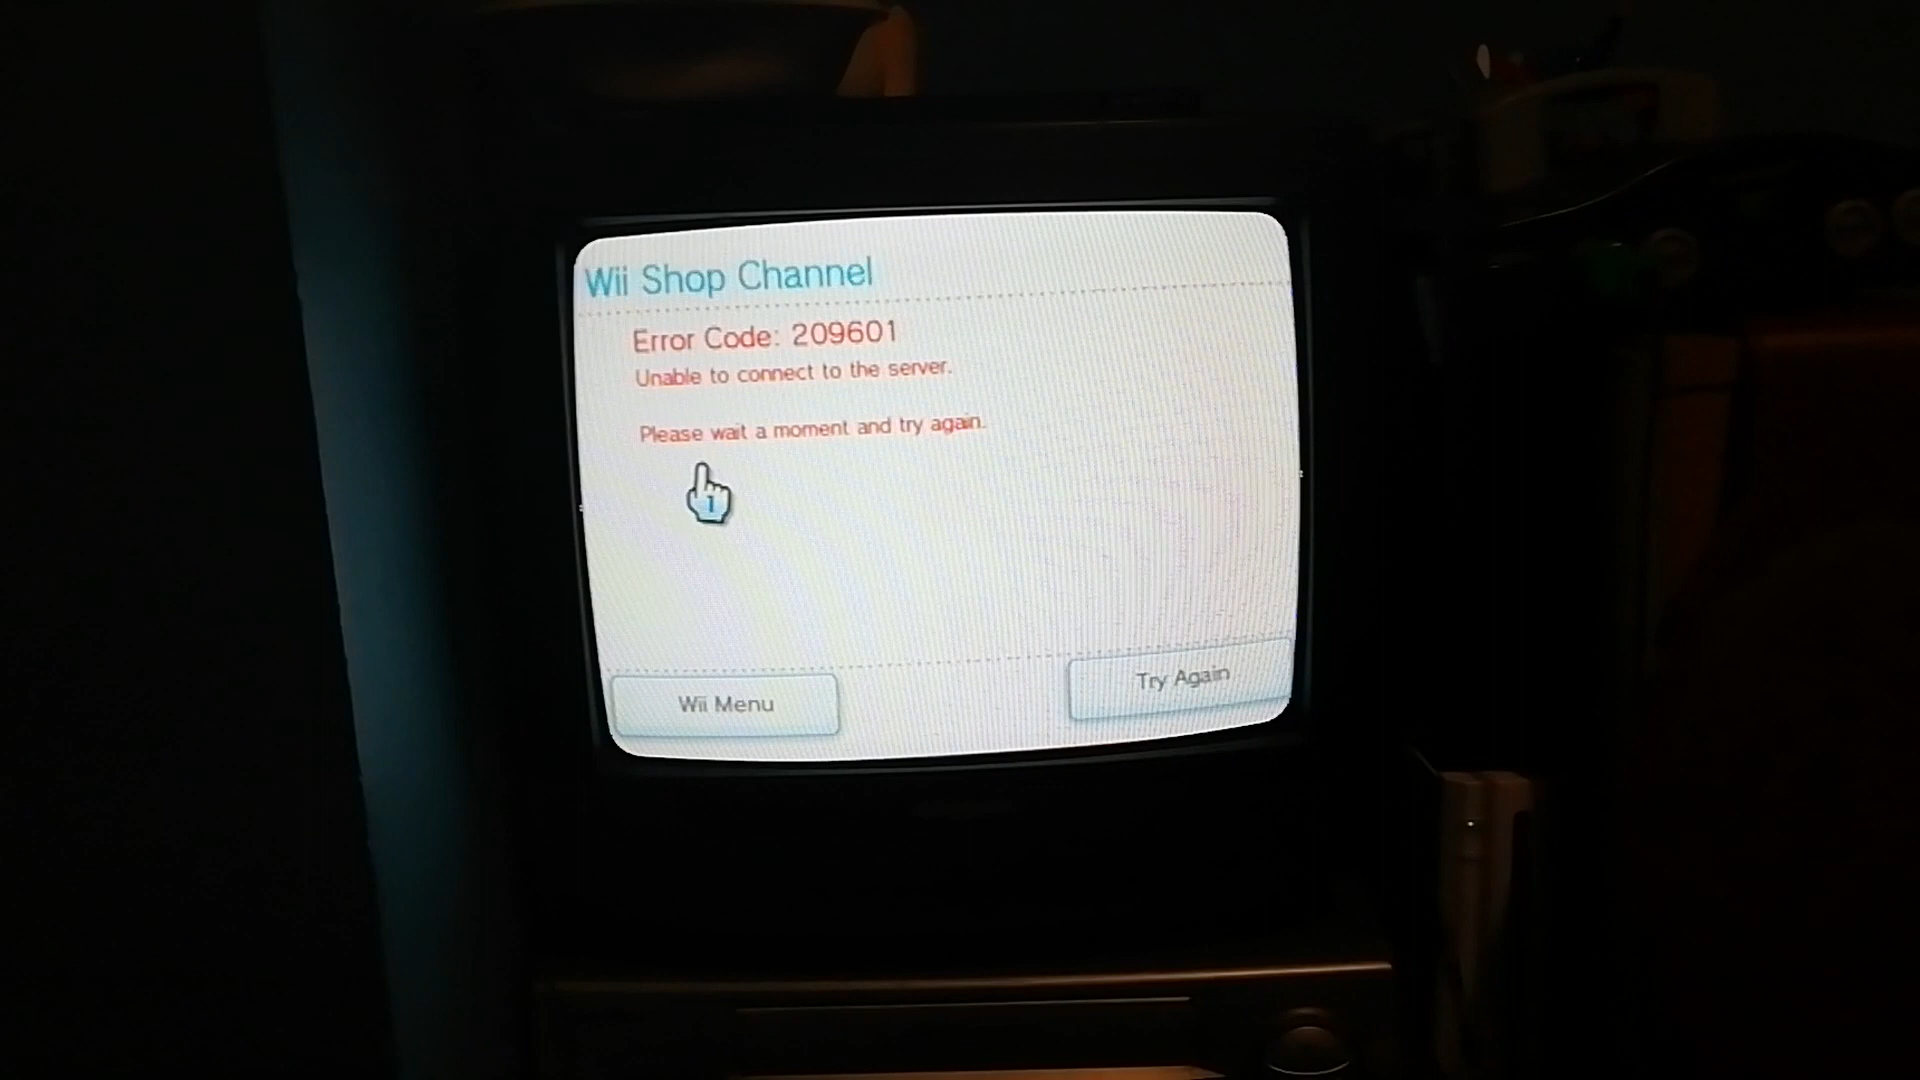 Wii Shop Channel
Error Code: 209601
Unable to connect to the server.
Please wait a moment and try again.
1
Wii Menu
Try Again